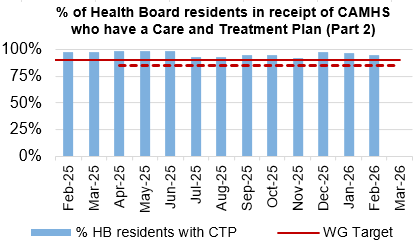 % of Health Board residents in receipt of CAMHS
who have a Care and Treatment Plan (Part 2)
100%
75%
50%
25%
0%
Feb-25
Mar-25
Apr-25
May-25
Jun-25
Jul-25
Aug-25
Sep-25
Oct-25
Nov-25
Dec-25
Jan-26
Feb-26
Mar-26
% HB residents with CTP
WG Target